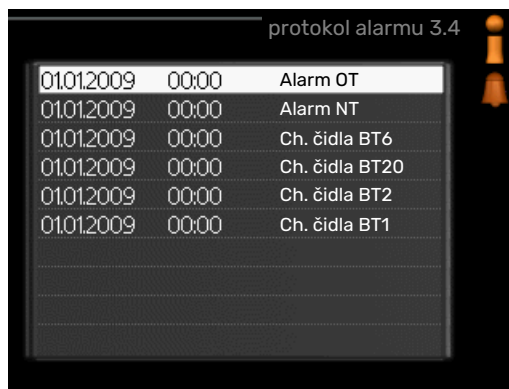 protokol alarmu 3.4
01.01.2009 00:00 Alarm OT
01.01.2009 00:00 Alarm NT
01.01.2009 00:00 Ch. čidla BT6
01.01.2009 00:00 Ch. čidla BT20
01.01.2009 00:00 Ch. čidla BT2
01.01.2009 00:00 Ch. čidla BT1